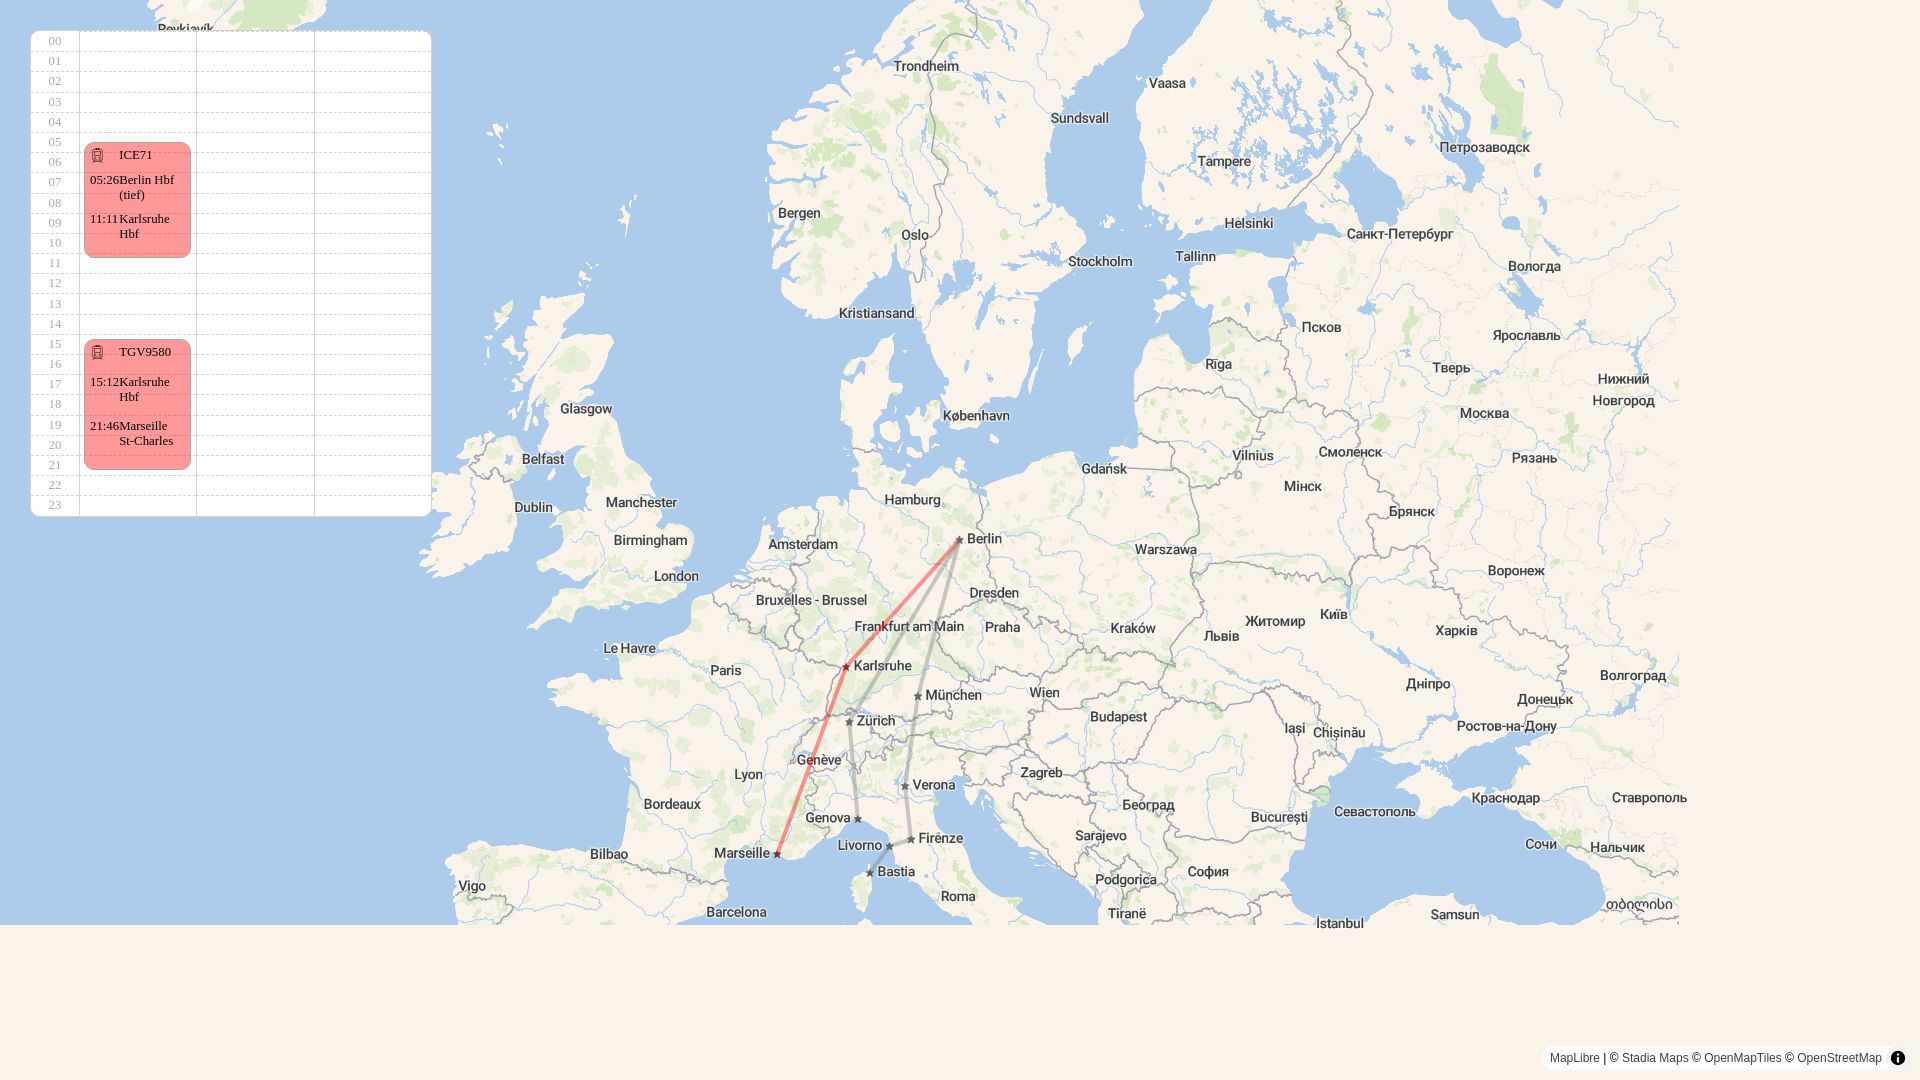 Reykjavík
00
01
02
03
04
05
06
07
08
09
10
11
12
13
14
15
16
17
18
19
20
21
22
23
ICE71
05:26 Berlin Hbf
(tief)
11:11 Karlsruhe
Hbf
TGV9580
15:12 Karlsruhe
Hbf
21:46 Marseille
St-Charles
Trondheim
Vaasa
Sundsvall
Петрозаводск
Tampere
Bergen
Oslo
Helsinki
Санкт-Петербург
Stockholm
Tallinn
Вологда
Kristiansand
Псков
Ярославль
Rīga
Тверь
Нижний
Новгород
Glasgow
København
Москва
Belfast
Gdańsk
Vilnius
Смоленск
Рязань
Мінск
Manchester
Hamburg
Dublin
Брянск
Birmingham
Amsterdam
Berlin
Warszawa
London
Воронеж
Bruxelles - Brussel
Dresden
Київ
Житомир
Frankfurt am Main
Praha
Kraków
Львів
Харків
Le Havre
Paris
Karlsruhe
Волгоград
Дніпро
München
Wien
Донецьк
Zürich
Budapest
Iași
Chișinău
Ростов-на-Дону
Genève
Lyon
Zagreb
Verona
Краснодар
Ставрополь
Bordeaux
Београд
Севастополь
Genova
București
Sarajevo
Firenze
Livorno
Сочи
Нальчик
Marseille
Bilbao
Bastia
София
Podgorica
Vigo
Roma
თბილისი
Barcelona
Tiranë
Samsun
İstanbul
MapLibre | © Stadia Maps © OpenMapTiles © OpenStreetMap